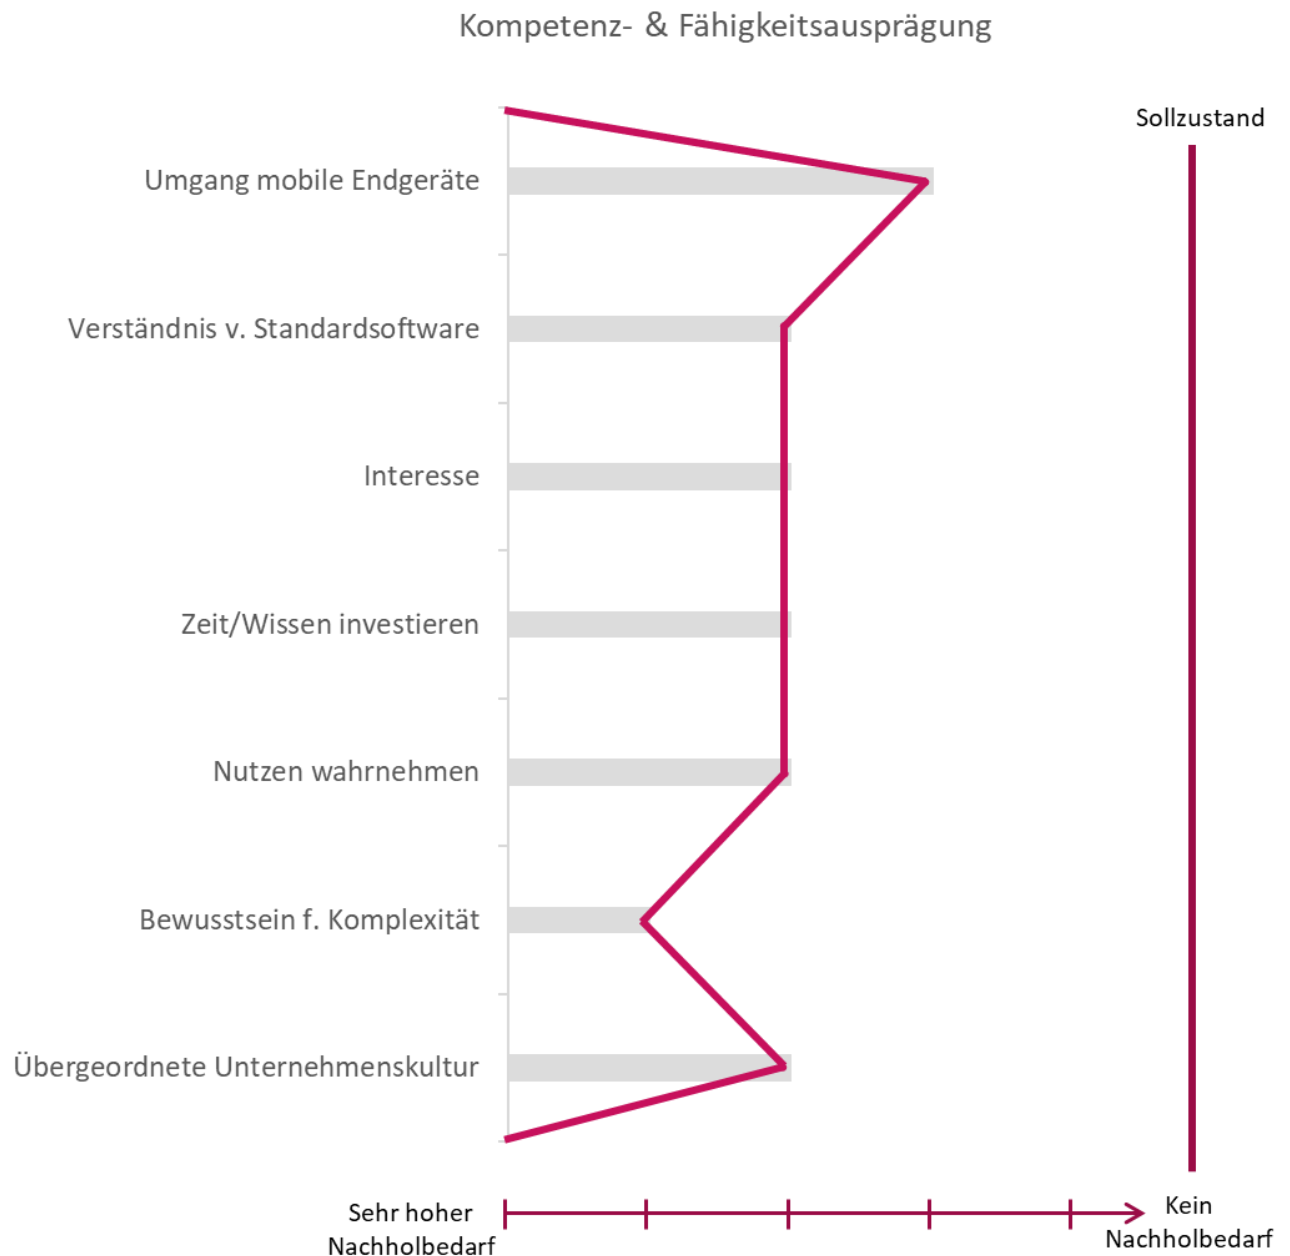 Kompetenz- & Fähigkeitsausprägung
Sollzustand
Umgang mobile Endgeräte
Verständnis v. Standardsoftware
Interesse
Zeit/Wissen investieren
Nutzen wahrnehmen
Bewusstsein f. Komplexität
Übergeordnete Unternehmenskultur
Sehr hoher
Nachholbedarf
Kein
Nachholbedarf